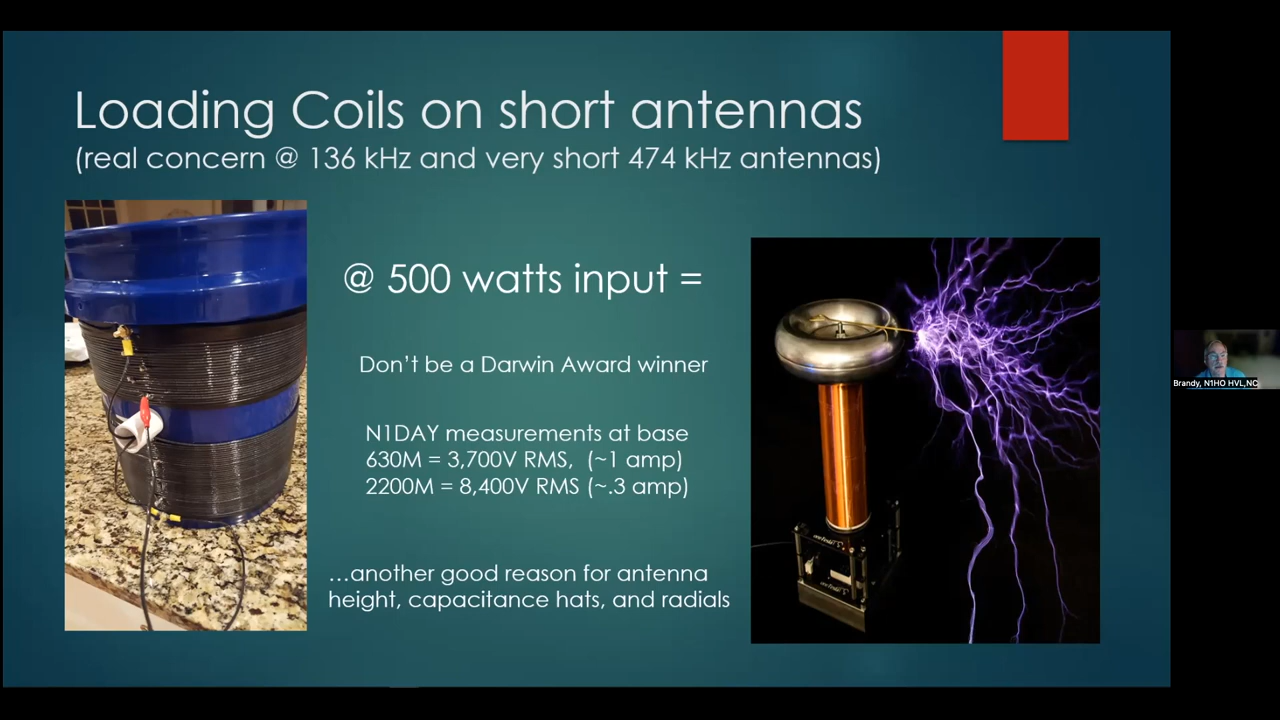 Loading Coils on short antennas
(real concern @ 136 kHz and very short 474 kHz antennas)
@ 500 watts input =
Don't be a Darwin Award winner
N1DAY measurements at base
630M = 3,700V RMS, (~1 amp)
2200M = 8,400V RMS (~.3 amp)
...another good reason for antenna
height, capacitance hats, and radials
Brandy, N1HO HVL,NC